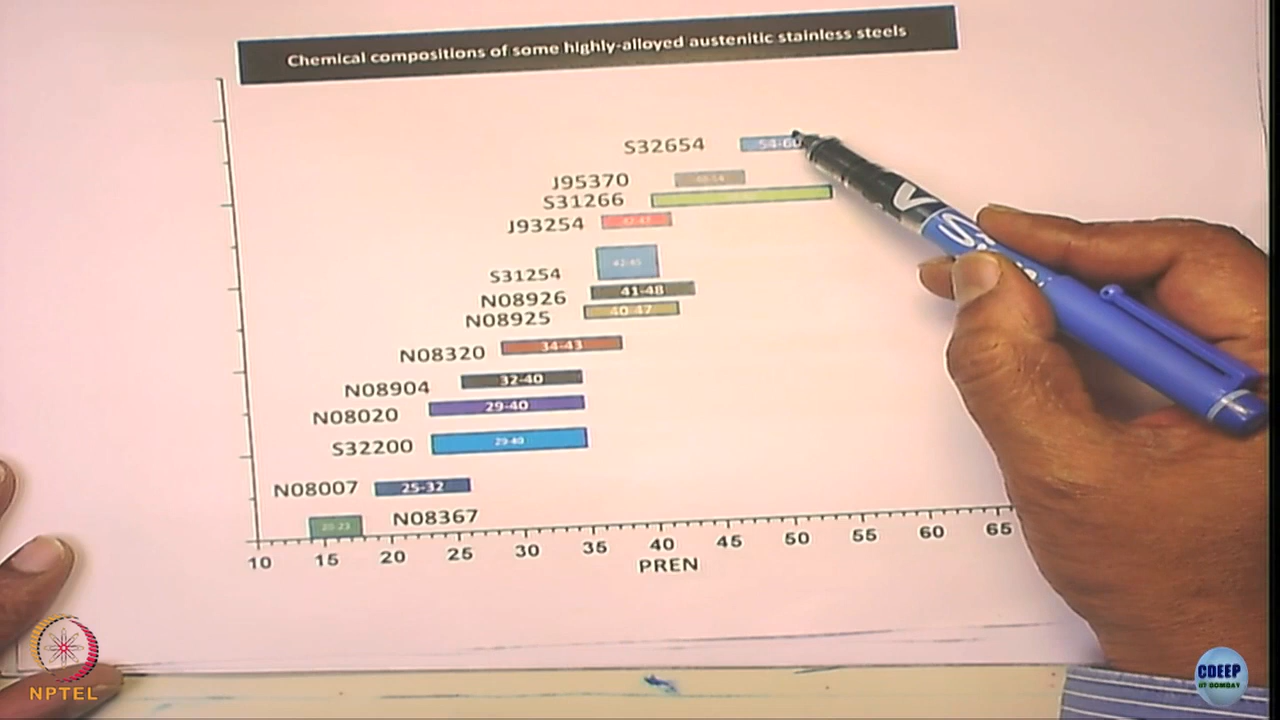 Chemical compositions of some highly-alloyed austenitic stainless steels
S32654
J95370
S31266
J93254
S31254
42-45
N08926 41-48
N08925 40-47
N08320 34-43
N08904 32-40
N08020 29-40
S32200 29-40
N08007 25-32
20-23 N08367
10 15 20 25 30 35 40 45 50 55 60 65
PREN
NPTEL
CDEEP
IIT BOMBAY